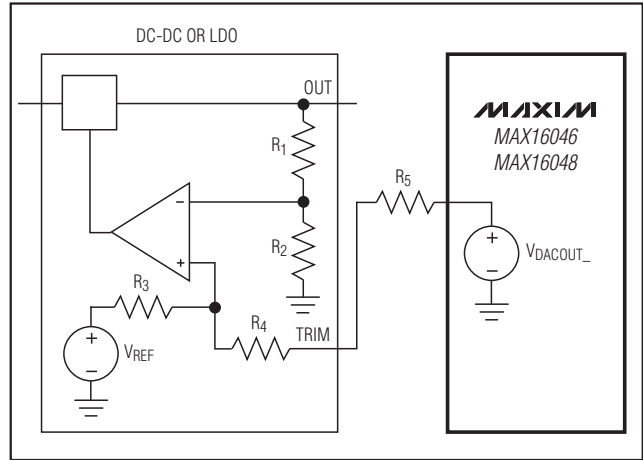 DC-DC OR LDO
OUT
MAXIM
MAX16046
MAX16048
R1
R5
−
R2
+
VDACOUT_
+
−
R3
R4
TRIM
+
VREF
−